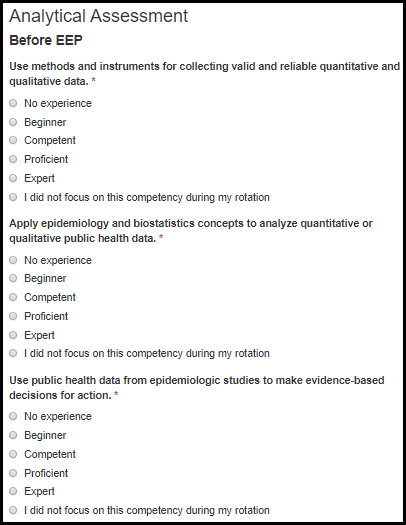 Analytical Assessment
Before EEP
Use methods and instruments for collecting valid and reliable quantitative and
qualitative data. *
No experience
Beginner
Competent
Proficient
Expert
I did not focus on this competency during my rotation
Apply epidemiology and biostatistics concepts to analyze quantitative or
qualitative public health data. *
No experience
Beginner
Competent
Proficient
Expert
I did not focus on this competency during my rotation
Use public health data from epidemiologic studies to make evidence-based
decisions for action. *
No experience
Beginner
Competent
Proficient
Expert
I did not focus on this competency during my rotation